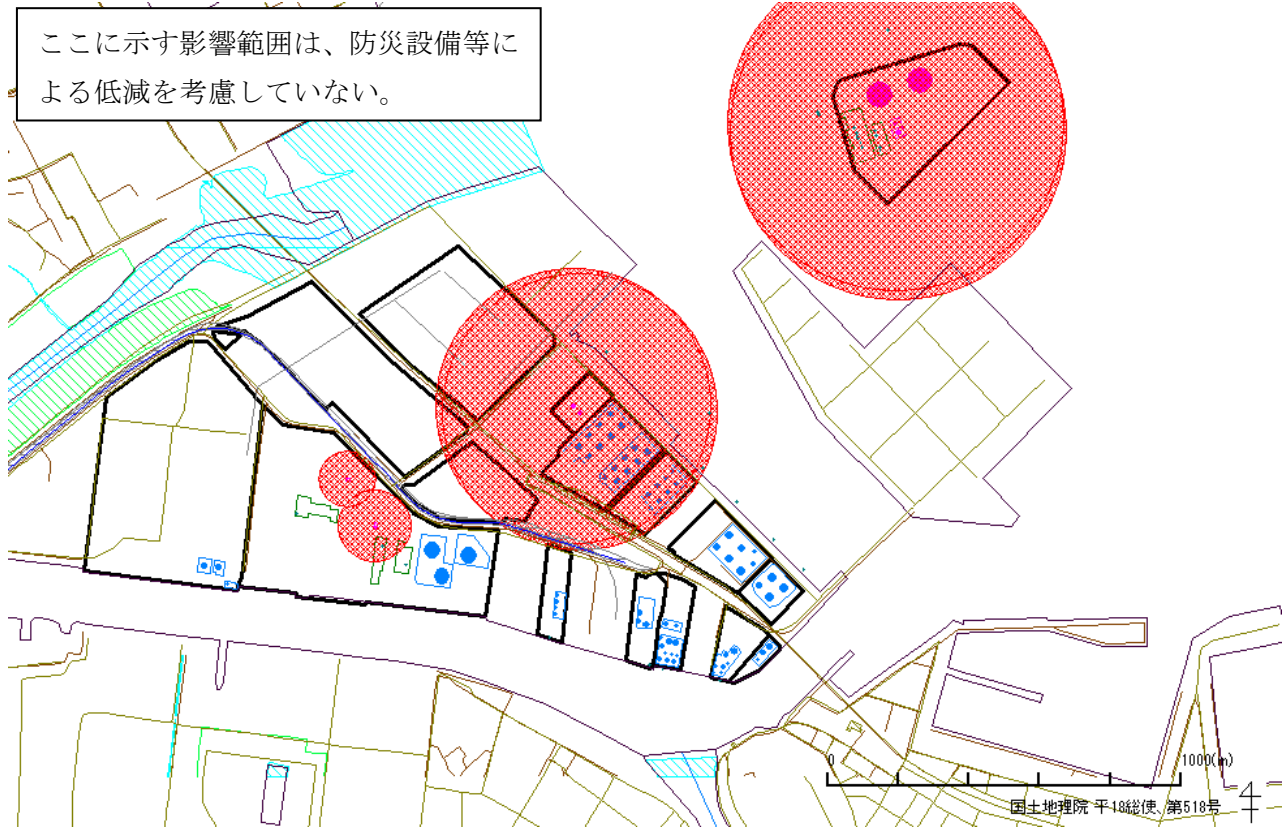 ここに示す影響範囲は、防災設備等に
よる低減を考慮していない。
0
1000(m)
国土地理院 平18総使、第518号